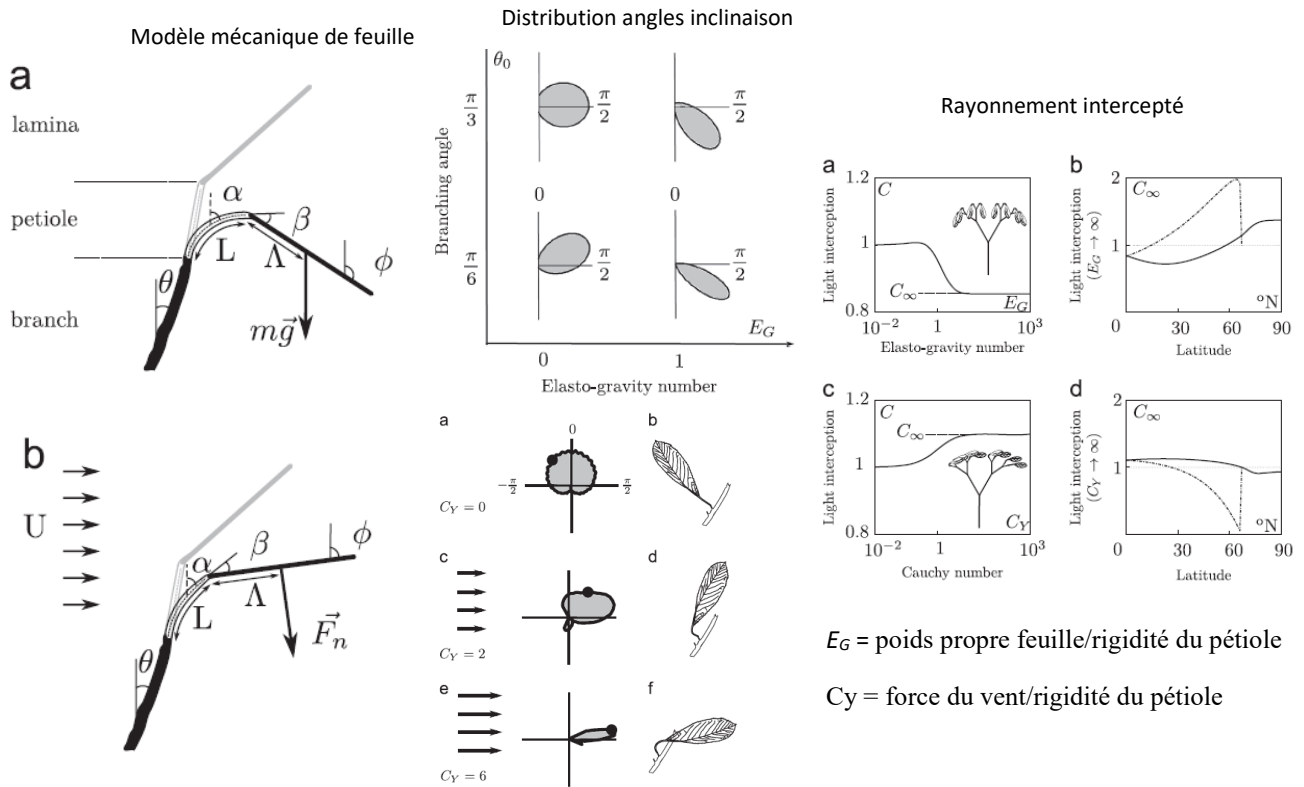 Modèle mécanique de feuille
a
lamina
petiole
branch
α
β
L
Λ
θ
ϕ
mg⃗
b
U
α
β
ϕ
L
Λ
θ
F⃗n
Distribution angles inclinaison
θ0
Branching angle
π/3
π/6
π/2
π/2
0
0
π/2
π/2
EG
0
1
Elasto-gravity number
a
0
b
-π/2
π/2
CY = 0
c
d
CY = 2
e
f
CY = 6
Rayonnement intercepté
a
1.2
C
Light interception
1
C∞
EG
0.8
10⁻²
1
10³
Elasto-gravity number
b
2
C∞
Light interception
(EG → ∞)
1
°N
0
0
30
60
90
Latitude
c
1.2
C
C∞
Light interception
1
CY
0.8
10⁻²
1
10³
Cauchy number
d
2
C∞
Light interception
(CY → ∞)
1
°N
0
0
30
60
90
Latitude
EG = poids propre feuille/rigidité du pétiole
Cy = force du vent/rigidité du pétiole